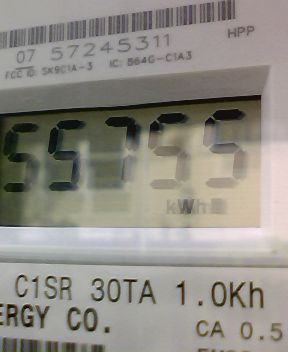 HPP
07 57245311
FCC ID: SK9C1A-3 IC: 864G-C1A3
55755
kWh
C1SR 30TA 1.0Kh
ERGY CO.
CA 0.5